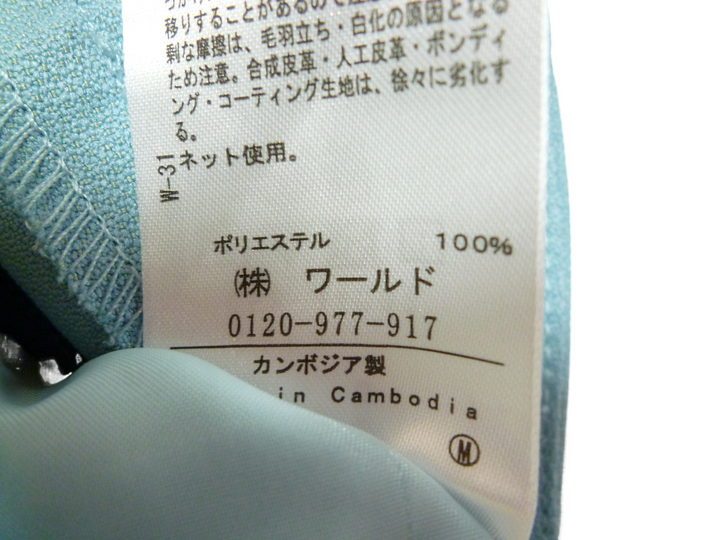 移りすることがあるので注
剰な摩擦は、毛羽立ち・白化の原因となる
ため注意。合成皮革・人工皮革・ボンディ
ング・コーティング生地は、徐々に劣化す
る。
W-31
ネット使用。
ポリエステル 100%
㈱ ワールド
0120-977-917
カンボジア製
in Cambodia
M